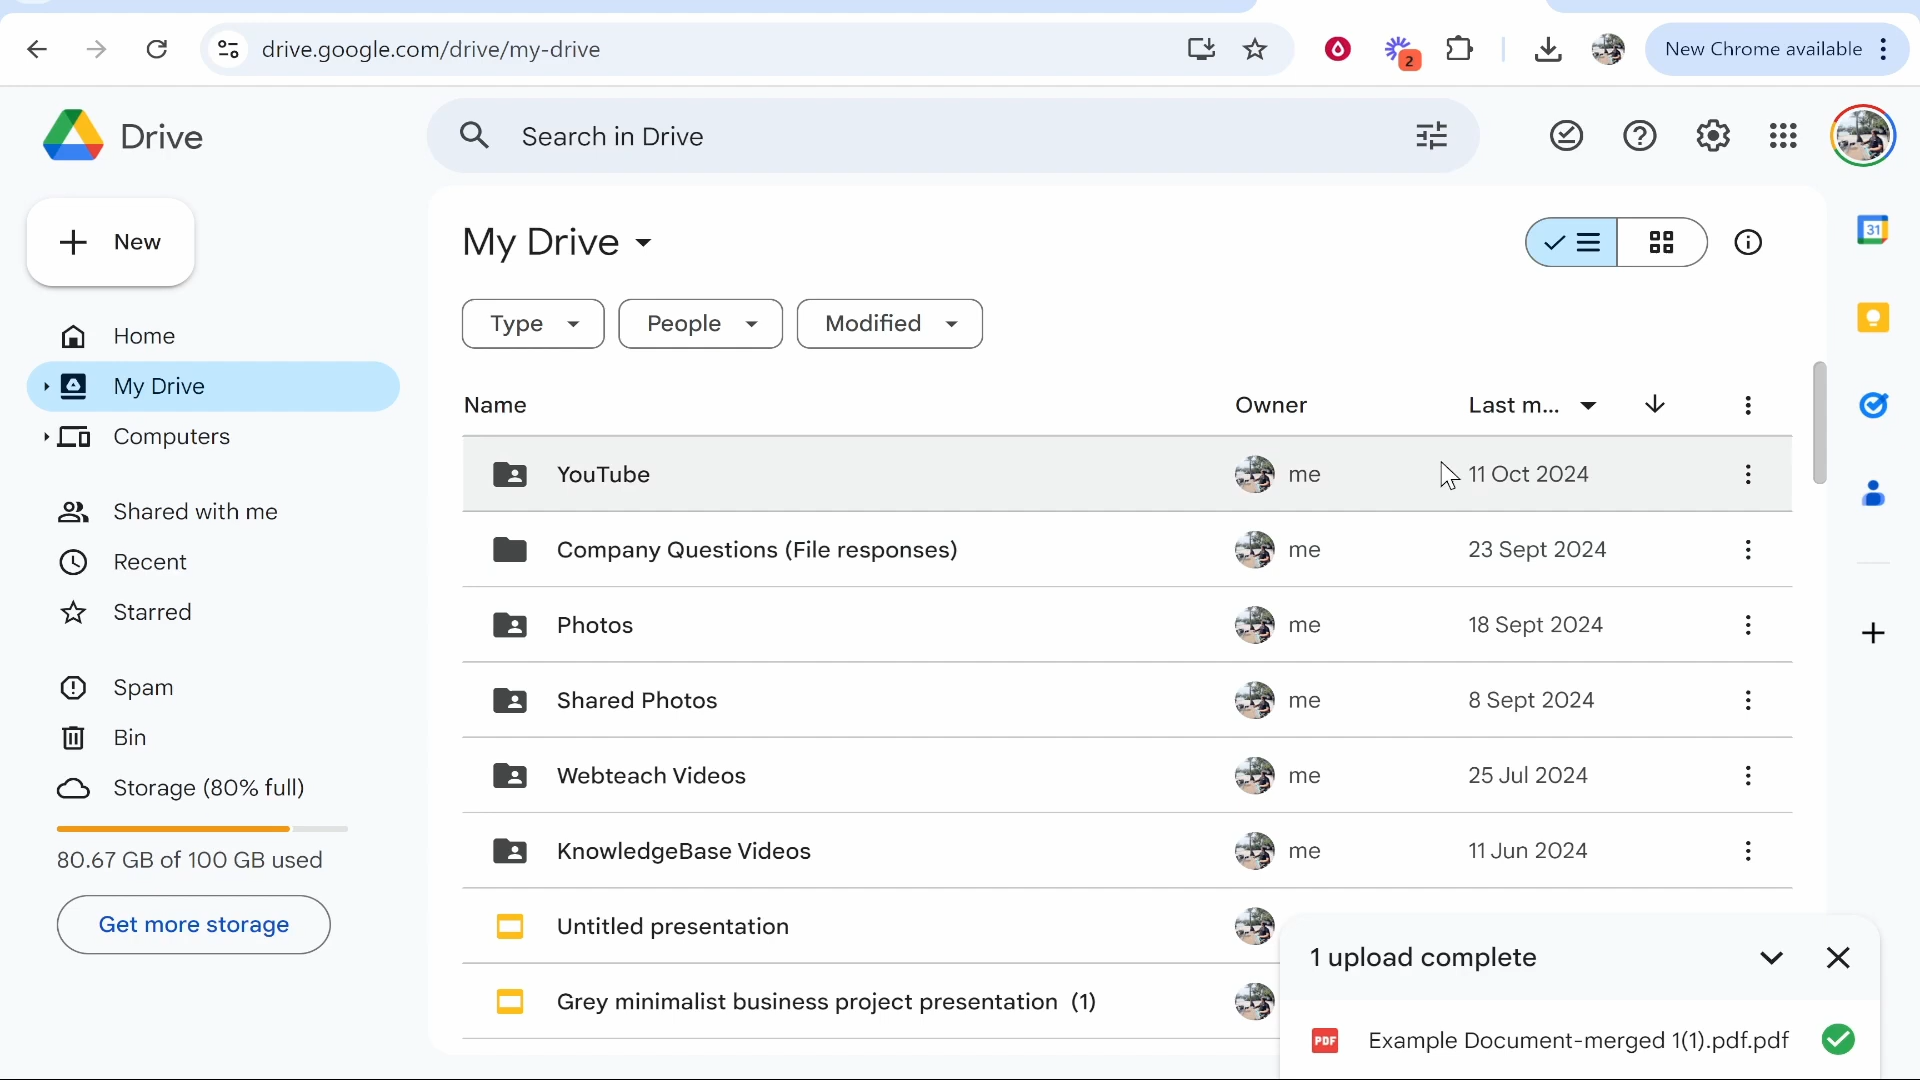 drive.google.com/drive/my-drive
2
New Chrome available
Drive
Search in Drive
New
My Drive
31
Type
People
Modified
Home
My Drive
Computers
Name
Owner
Last m...
YouTube
me
11 Oct 2024
Shared with me
Company Questions (File responses)
me
23 Sept 2024
Recent
Starred
Photos
me
18 Sept 2024
Spam
Shared Photos
me
8 Sept 2024
Bin
Webteach Videos
me
25 Jul 2024
Storage (80% full)
80.67 GB of 100 GB used
KnowledgeBase Videos
me
11 Jun 2024
Get more storage
Untitled presentation
1 upload complete
Grey minimalist business project presentation (1)
PDF
Example Document-merged 1(1).pdf.pdf